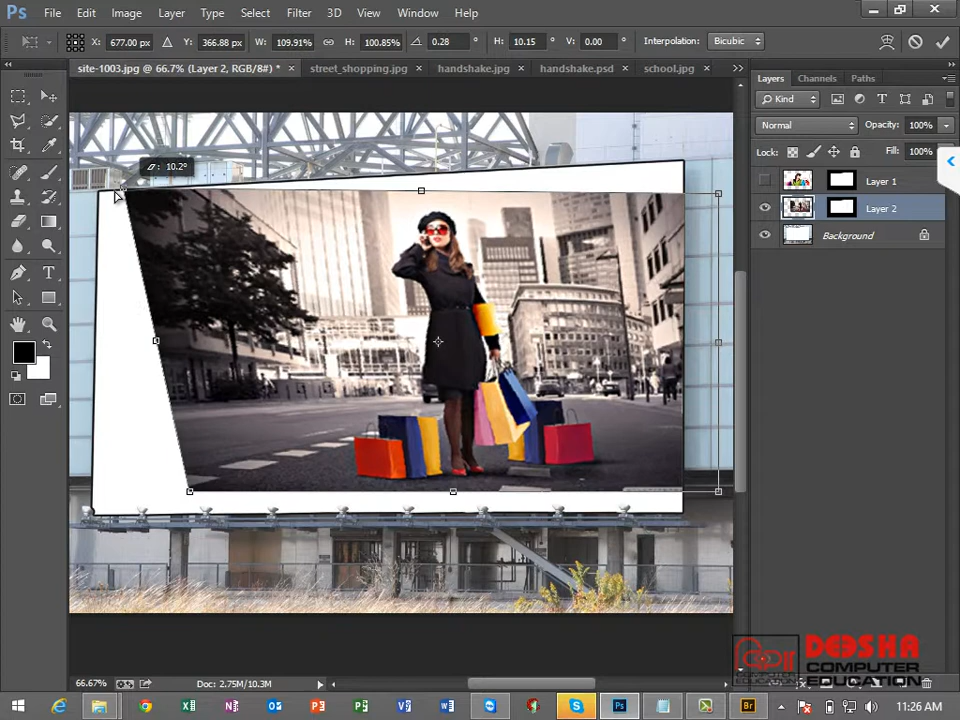 Ps File Edit Image Layer Type Select Filter 3D View Window Help
X: 677.00 px Y: 366.88 px W: 109.91% H: 100.85% 0.28 ° H: 10.15 ° V: 0.00 ° Interpolation: Bicubic
site-1003.jpg @ 66.7% (Layer 2, RGB/8#) * × street_shopping.jpg × handshake.jpg × handshake.psd × school.jpg ×
Layers Channels Paths
Kind
Normal Opacity: 100%
Lock: Fill: 100%
Layer 1
Layer 2
Background
10.2°
66.67% Doc: 2.75M/10.3M
DEESHA
COMPUTER
EDUCATION
11:26 AM